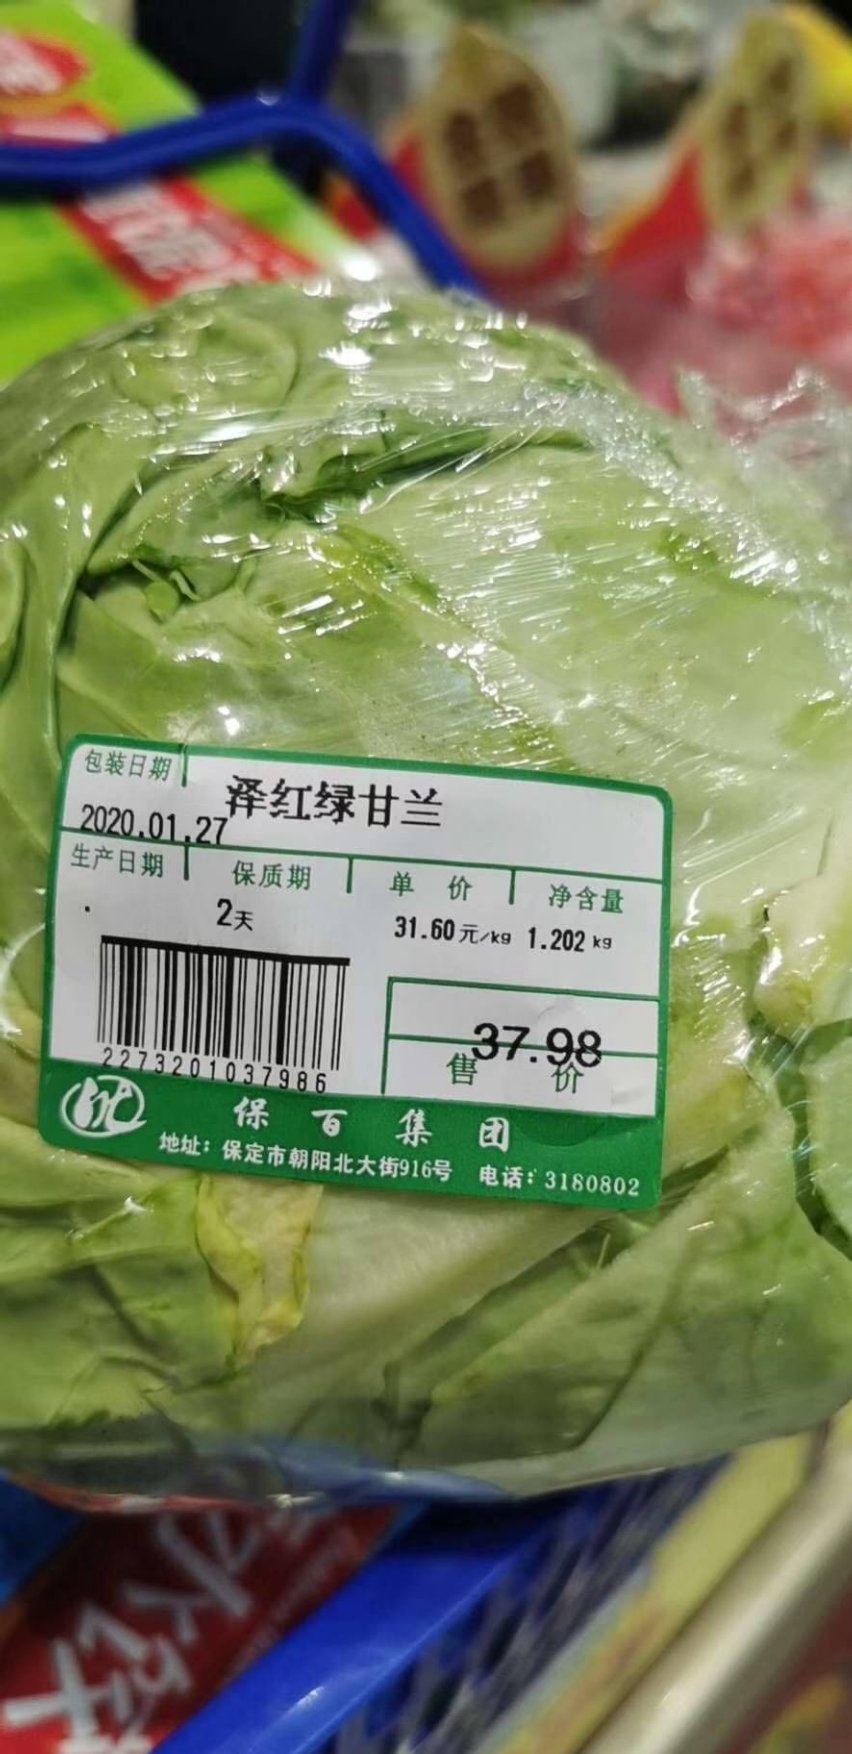 包装日期
泽红绿甘兰
2020.01.27
生产日期 保质期 单 价 净含量
2天 31.60元/kg 1.202kg
37.98
售 价
2273201037986
保百集团
地址：保定市朝阳北大街916号 电话：3180802